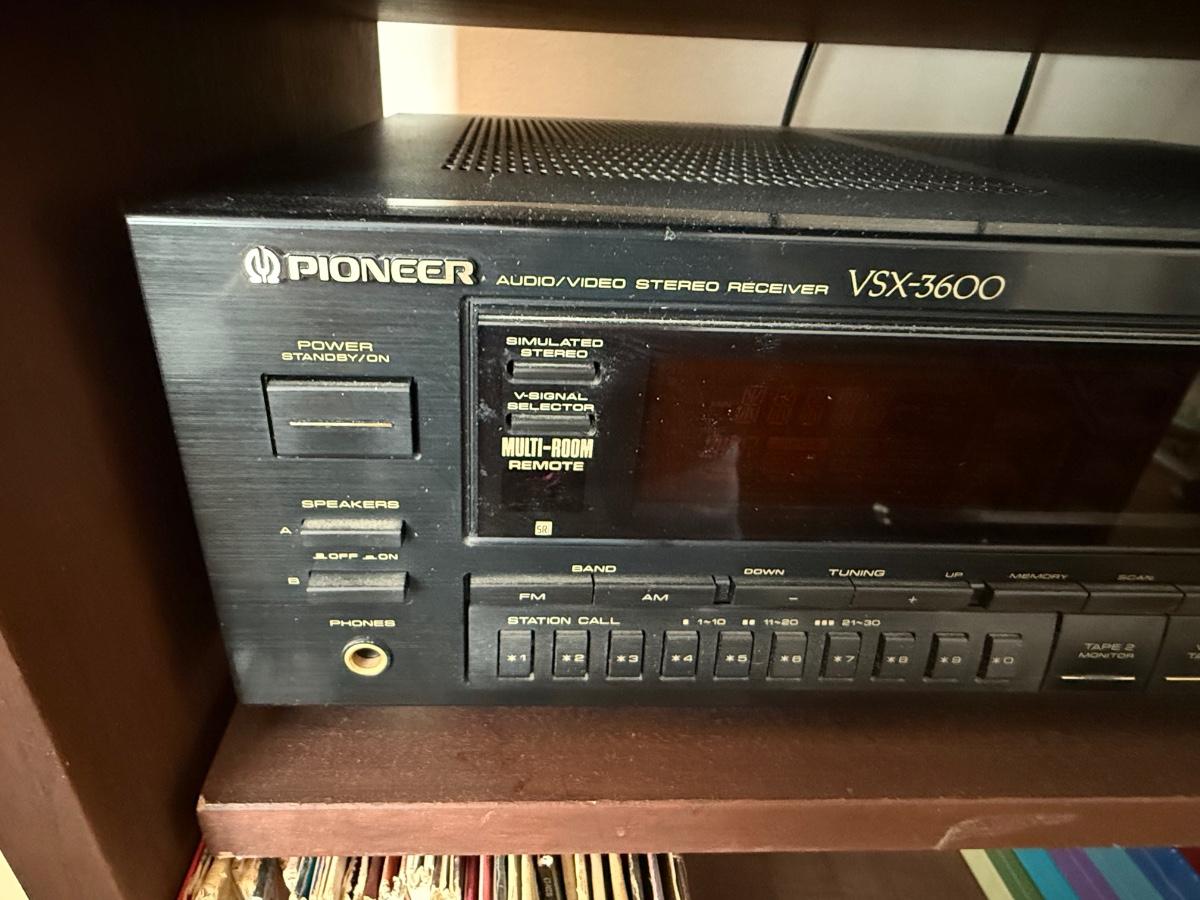 PIONEER AUDIO/VIDEO STEREO RECEIVER VSX-3600
POWER
STANDBY/ON
SIMULATED
STEREO
V-SIGNAL
SELECTOR
MULTI-ROOM
REMOTE
SR
SPEAKERS
A
OFF ON
B
PHONES
BAND
FM AM
DOWN TUNING UP
- +
MEMORY
SCAN
STATION CALL 1~10 11~20 21~30
*1 *2 *3 *4 *5 *6 *7 *8 *9 *0
TAPE 2
MONITOR